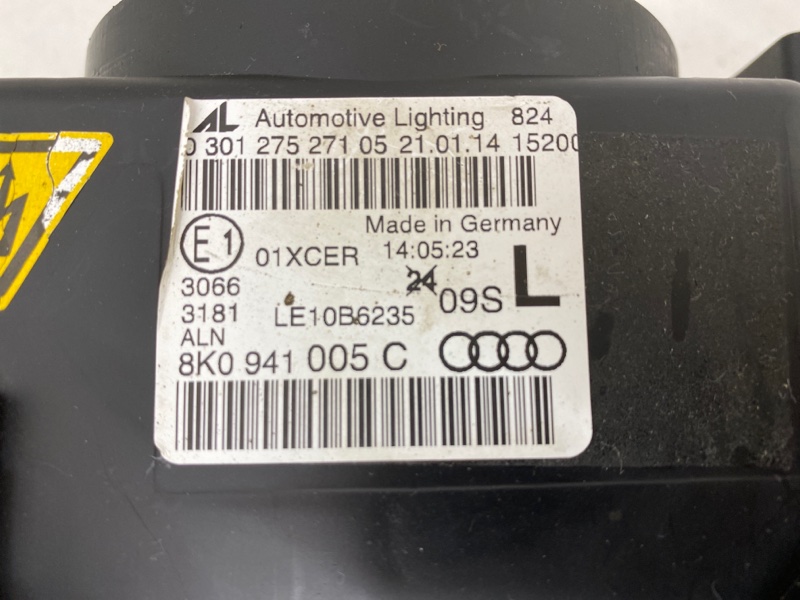 AL Automotive Lighting 824
0 301 275 271 05 21.01.14 15200
Made in Germany
E1 01XCER 14:05:23
24
3066 09S L
3181 LE10B6235
ALN
8K0 941 005 C